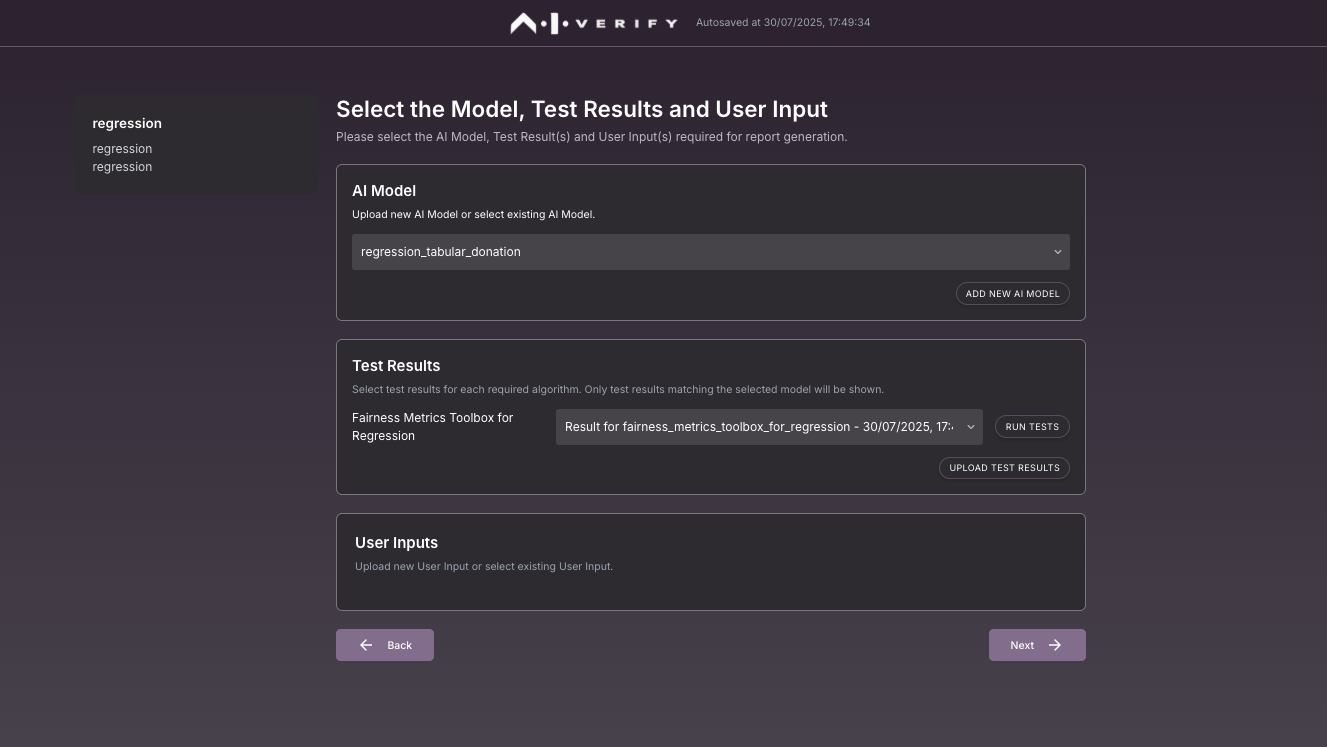 A.I. VERIFY Autosaved at 30/07/2025, 17:49:34
regression
regression
regression
Select the Model, Test Results and User Input
Please select the AI Model, Test Result(s) and User Input(s) required for report generation.
AI Model
Upload new AI Model or select existing AI Model.
regression_tabular_donation
ADD NEW AI MODEL
Test Results
Select test results for each required algorithm. Only test results matching the selected model will be shown.
Fairness Metrics Toolbox for
Regression
Result for fairness_metrics_toolbox_for_regression - 30/07/2025, 17:
RUN TESTS
UPLOAD TEST RESULTS
User Inputs
Upload new User Input or select existing User Input.
Back
Next